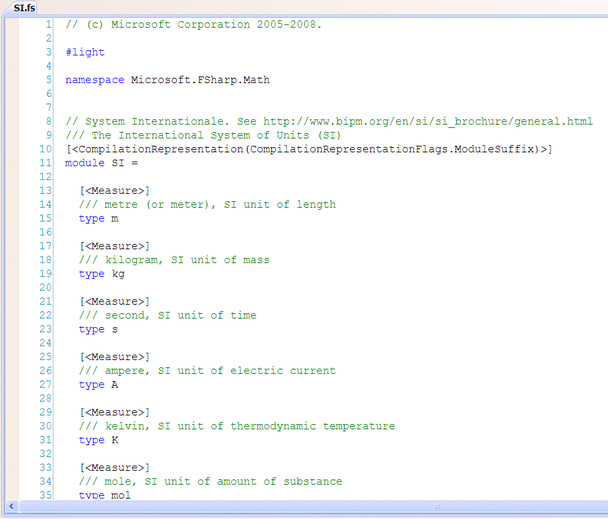 SI.fs
1 // (c) Microsoft Corporation 2005-2008.
2
3 #light
4
5 namespace Microsoft.FSharp.Math
6
7
8 // System Internationale. See http://www.bipm.org/en/si/si_brochure/general.html
9 /// The International System of Units (SI)
10 [<CompilationRepresentation(CompilationRepresentationFlags.ModuleSuffix)>]
11 module SI =
12
13 [<Measure>]
14 /// metre (or meter), SI unit of length
15 type m
16
17 [<Measure>]
18 /// kilogram, SI unit of mass
19 type kg
20
21 [<Measure>]
22 /// second, SI unit of time
23 type s
24
25 [<Measure>]
26 /// ampere, SI unit of electric current
27 type A
28
29 [<Measure>]
30 /// kelvin, SI unit of thermodynamic temperature
31 type K
32
33 [<Measure>]
34 /// mole, SI unit of amount of substance
35 type mol